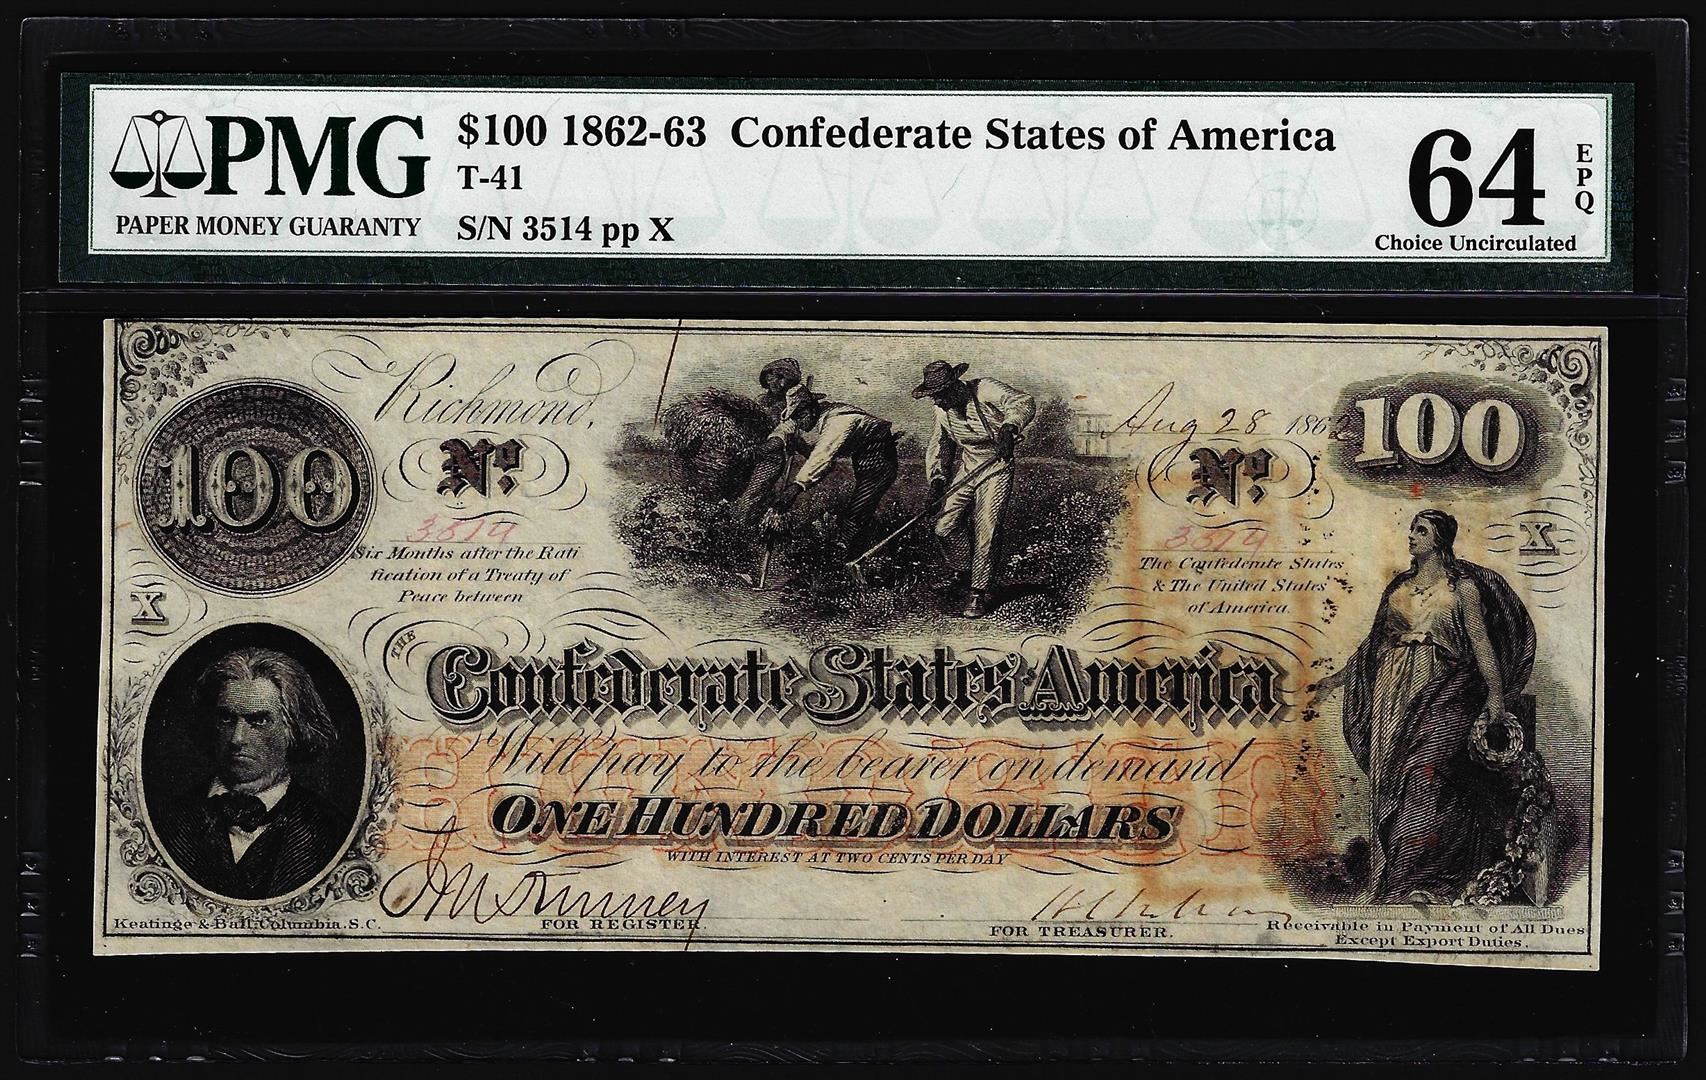 PMG
PAPER MONEY GUARANTY
$100 1862-63 Confederate States of America
T-41
S/N 3514 pp X
64 EPQ
Choice Uncirculated
Richmond,
Aug 28 1862
100
100
No.
No.
3514
3514
Six Months after the Rati
fication of a Treaty of
Peace between
The Confederate States
& The United States
of America.
X
X
THE
Confederate States America
Will pay to the bearer on demand
ONE HUNDRED DOLLARS
WITH INTEREST AT TWO CENTS PER DAY
Keatinge & Ball, Columbia, S.C.
FOR REGISTER.
FOR TREASURER.
Receivable in Payment of All Dues
Except Export Duties.